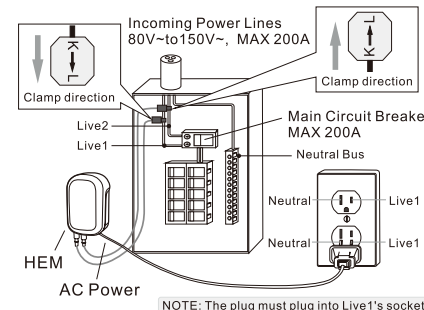 Incoming Power Lines
80V~to150V~, MAX 200A
K
L
Clamp direction
K
L
Clamp direction
Live2
Live1
Main Circuit Breake
MAX 200A
Neutral Bus
Neutral
Live1
Neutral
Live1
HEM
AC Power
NOTE: The plug must plug into Live1's socket